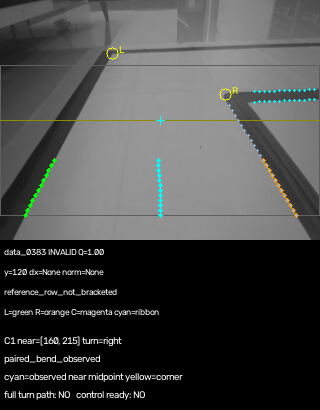 L
R
data_0383 INVALID Q=1.00
y=120 dx=None norm=None
reference_row_not_bracketed
L=green R=orange C=magenta cyan=ribbon
C1 near=[160, 215] turn=right
paired_bend_observed
cyan=observed near midpoint yellow=corner
full turn path: NO control ready: NO